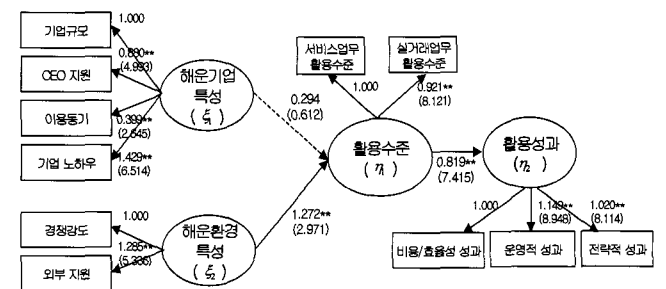 기업규모
1.000
0.880**
(4.993)
CEO 지원
이용동기
0.399**
(2.645)
기업 노하우
1.429**
(6.514)
해운기업
특성
( ξ₁ )
경쟁강도
1.000
외부 지원
1.285**
(5.336)
해운환경
특성
( ξ₂ )
0.294
(0.612)
1.272**
(2.971)
서비스업무
활용수준
실거래업무
활용수준
1.000
0.921**
(8.121)
활용수준
( η₁ )
0.819**
(7.415)
활용성과
( η₂ )
1.000
1.149**
(8.948)
1.020**
(8.114)
비용/효율성 성과
운영적 성과
전략적 성과